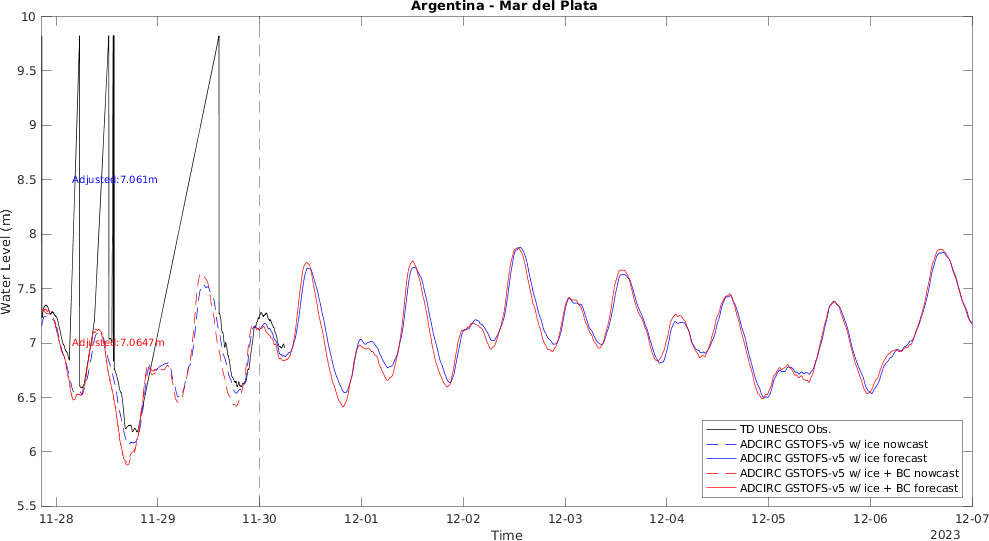 Argentina - Mar del Plata
10
9.5
9
8.5
8
7.5
7
6.5
6
5.5
Water Level (m)
Adjusted:7.061m
Adjusted:7.0647m
TD UNESCO Obs.
ADCIRC GSTOFS-v5 w/ ice nowcast
ADCIRC GSTOFS-v5 w/ ice forecast
ADCIRC GSTOFS-v5 w/ ice + BC nowcast
ADCIRC GSTOFS-v5 w/ ice + BC forecast
11-28 11-29 11-30 12-01 12-02 12-03 12-04 12-05 12-06 12-07
Time
2023